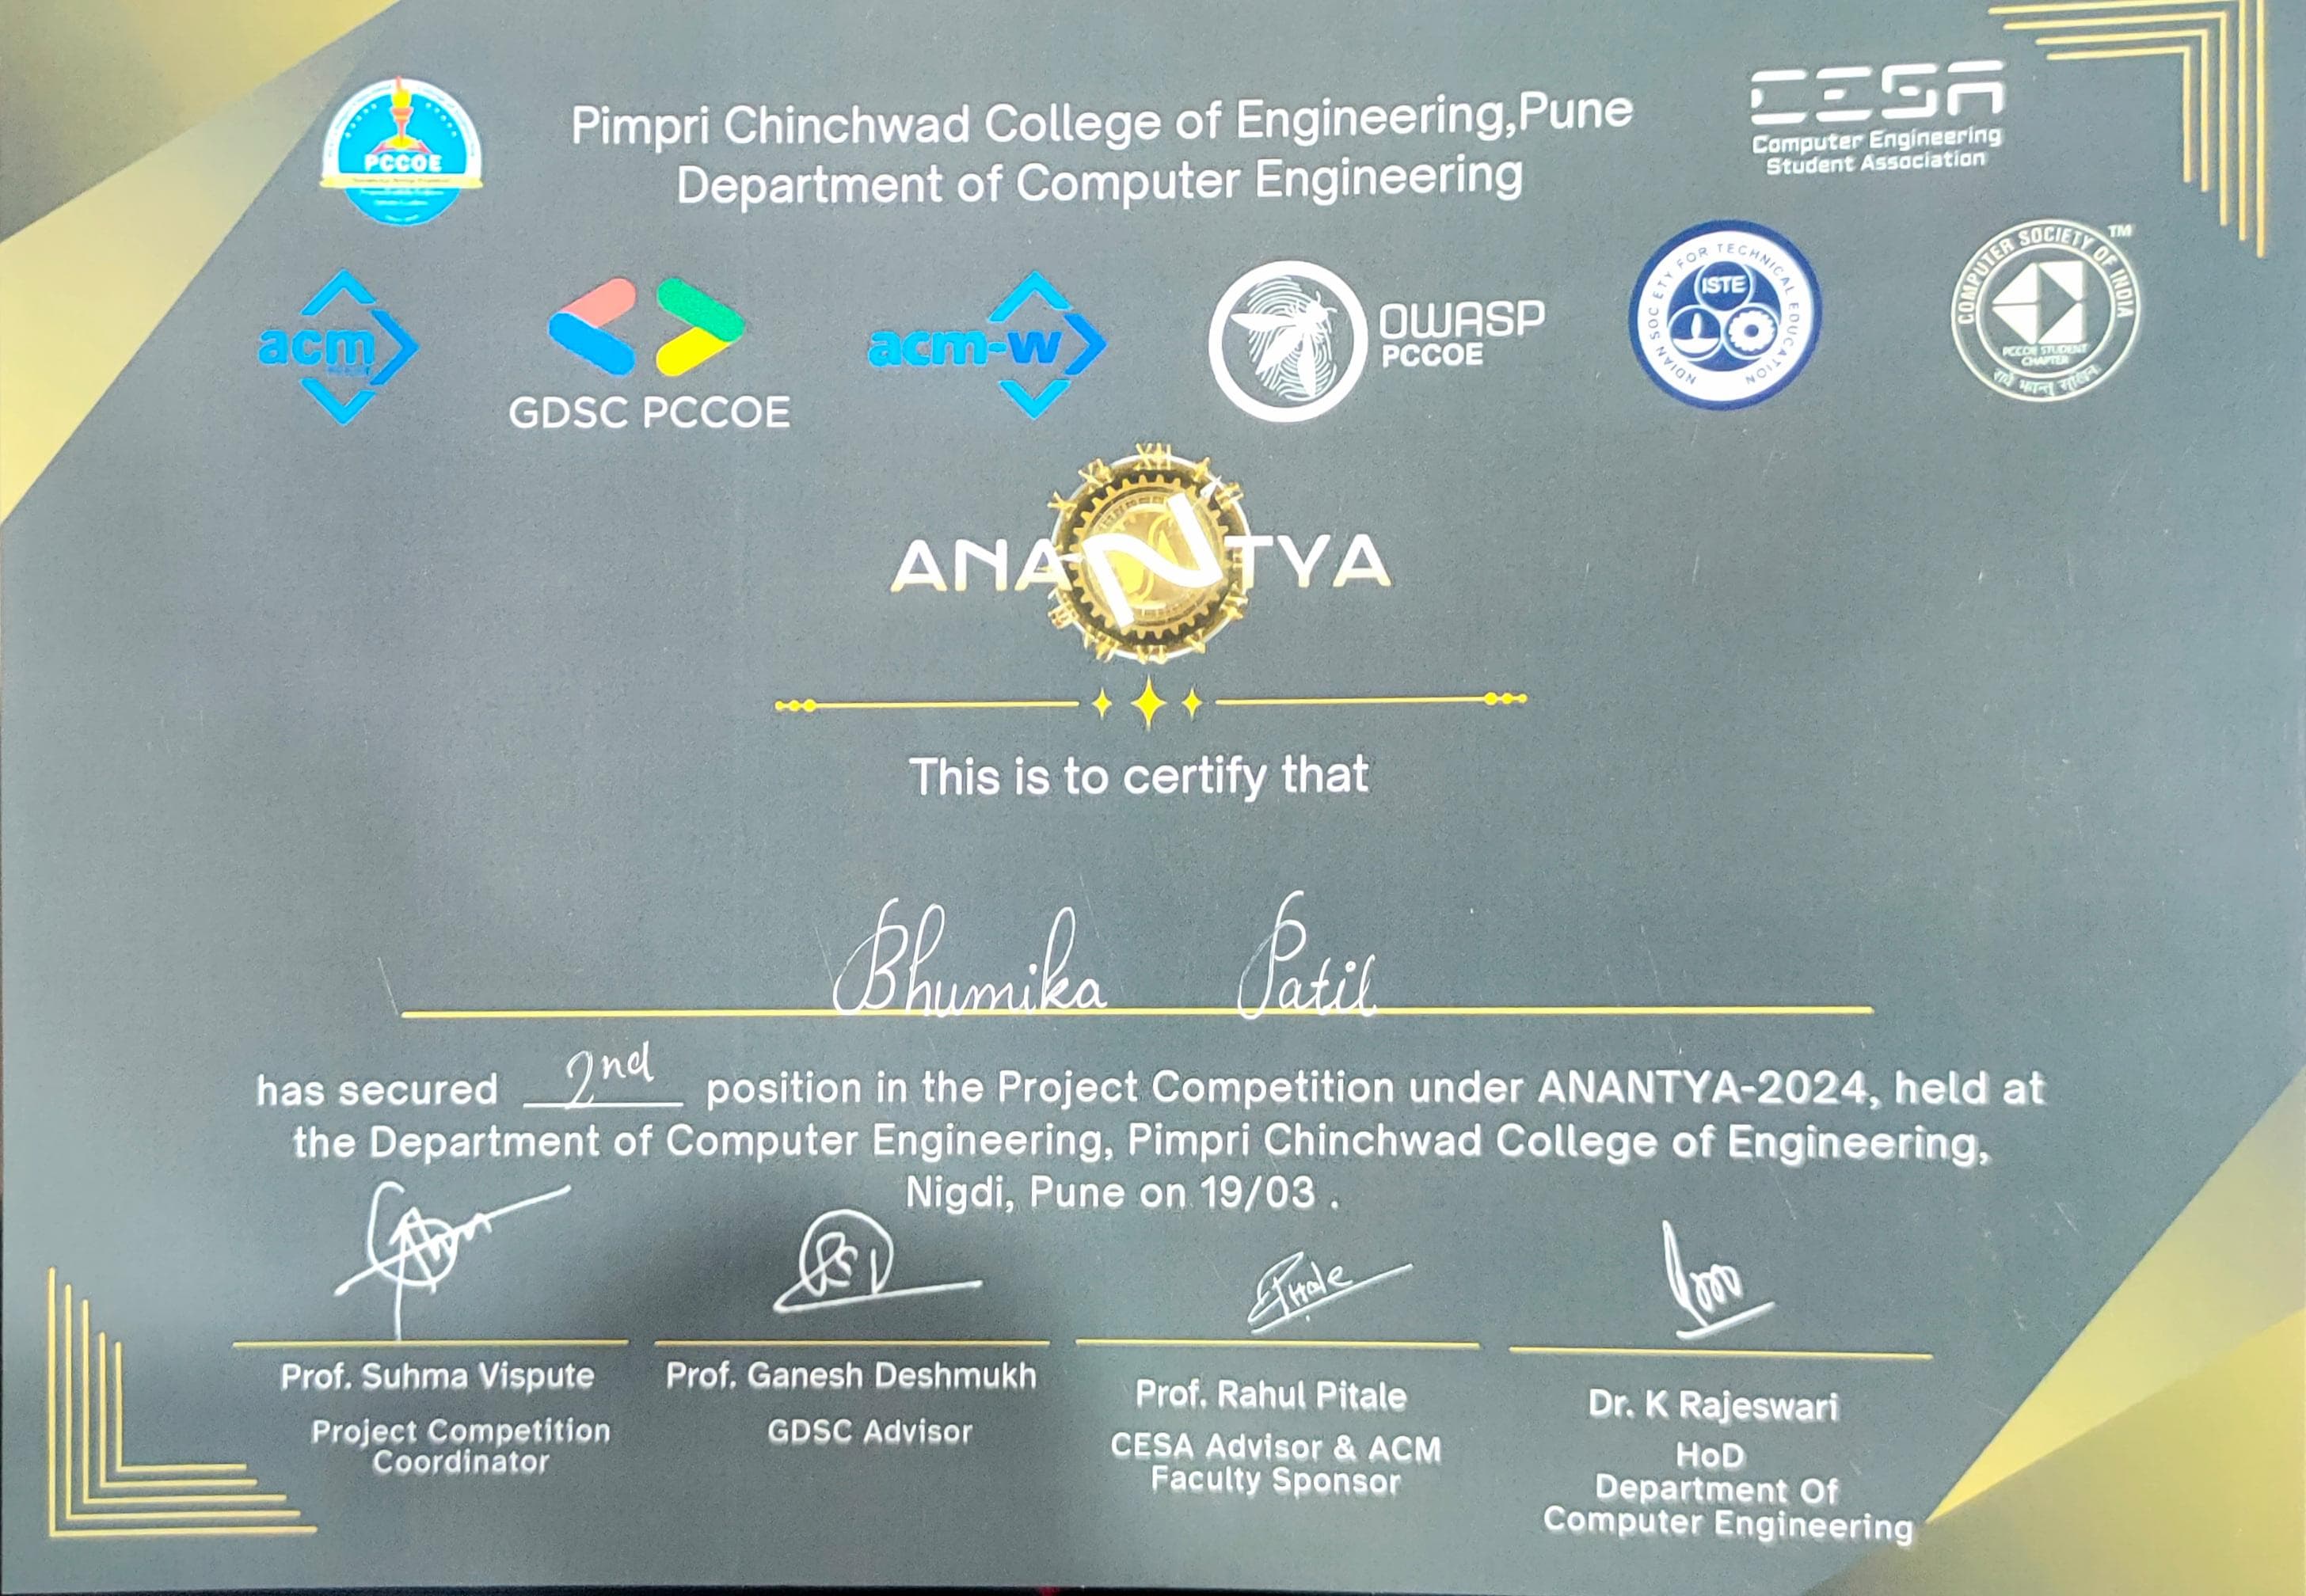 Pimpri Chinchwad College of Engineering,Pune
Department of Computer Engineering
PCCOE
CESA
Computer Engineering
Student Association
acm
GDSC PCCOE
acm-w
OWASP
PCCOE
INDIAN SOCIETY FOR TECHNICAL EDUCATION
ISTE
COMPUTER SOCIETY OF INDIA
TM
PCCOE STUDENT
CHAPTER
ANANTYA
This is to certify that
Bhumika Patil
has secured 2nd position in the Project Competition under ANANTYA-2024, held at
the Department of Computer Engineering, Pimpri Chinchwad College of Engineering,
Nigdi, Pune on 19/03 .
Prof. Suhma Vispute
Project Competition
Coordinator
Prof. Ganesh Deshmukh
GDSC Advisor
Prof. Rahul Pitale
CESA Advisor & ACM
Faculty Sponsor
Dr. K Rajeswari
HoD
Department Of
Computer Engineering